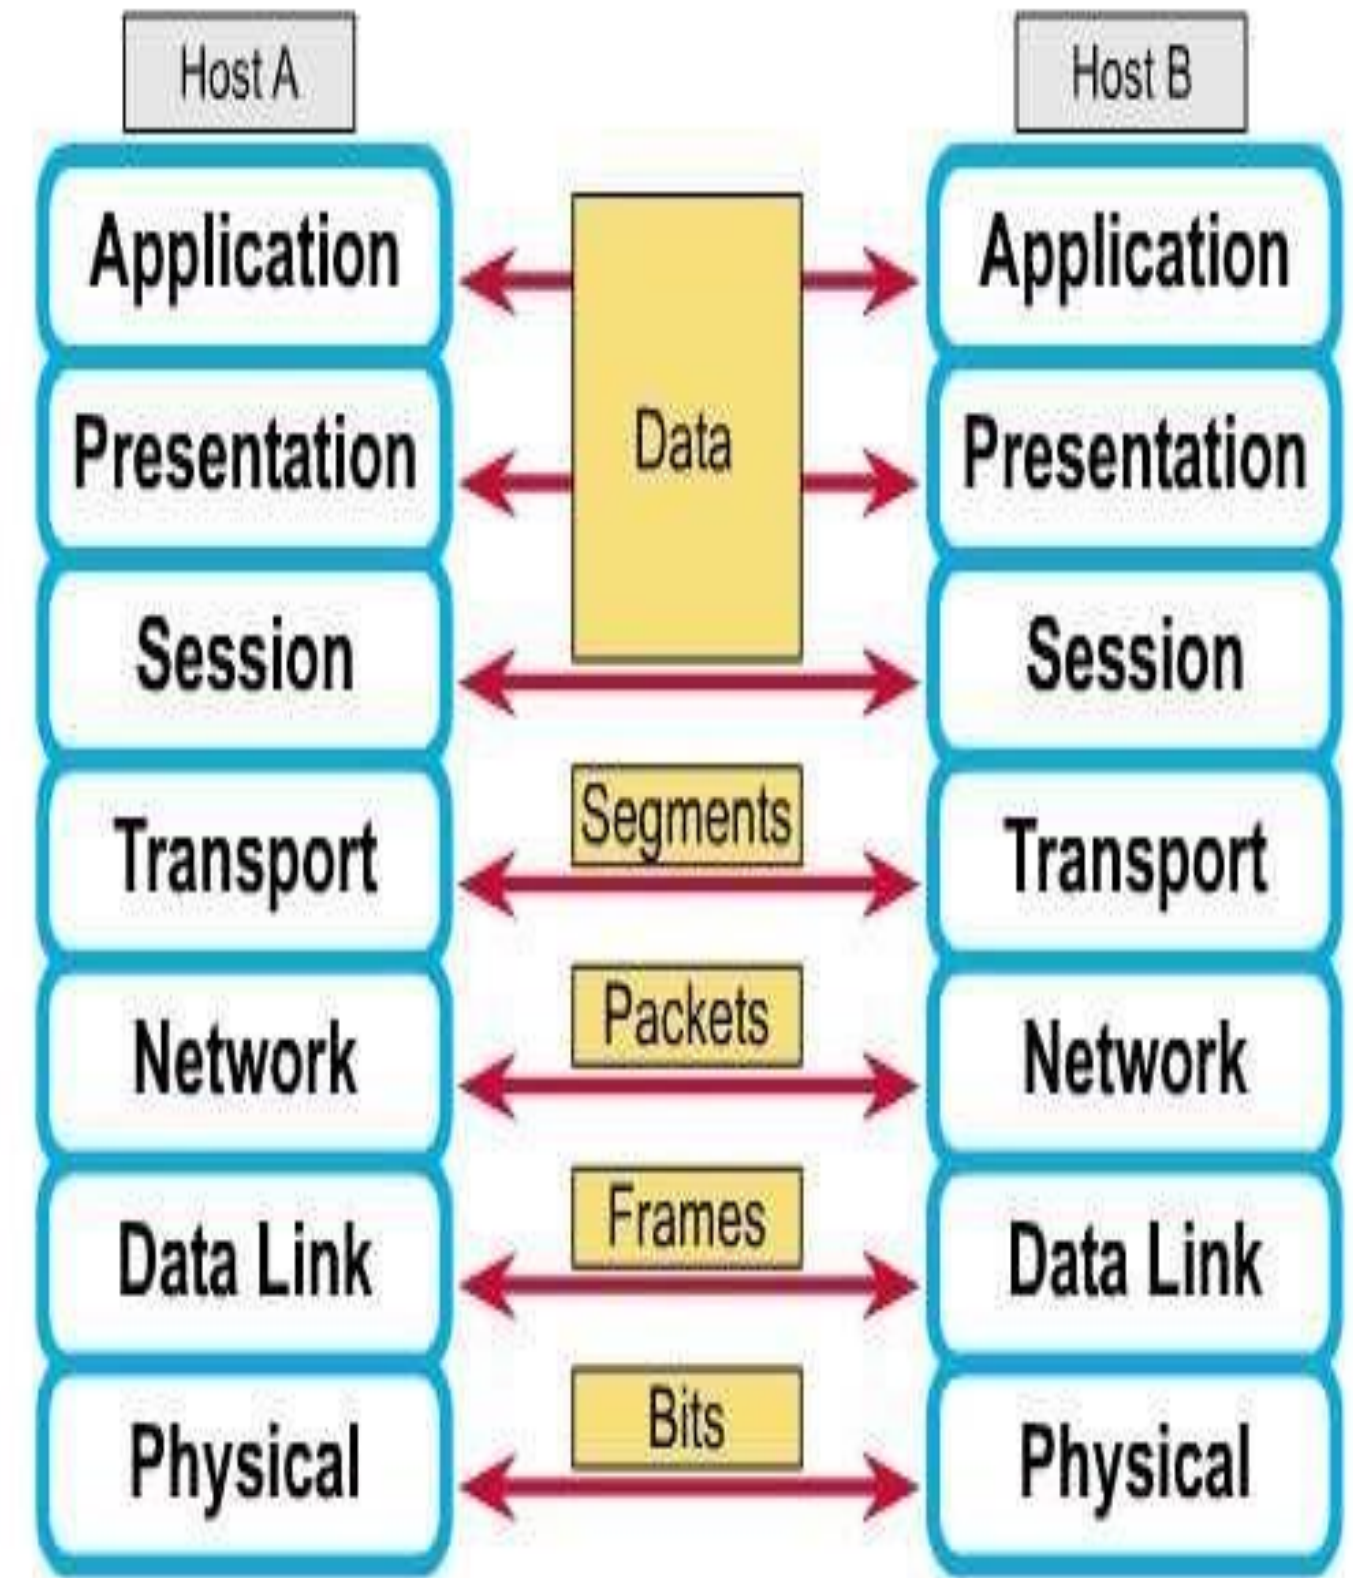 Host A
Host B
Application
Application
Presentation
Data
Presentation
Session
Session
Segments
Transport
Transport
Packets
Network
Network
Frames
Data Link
Data Link
Bits
Physical
Physical